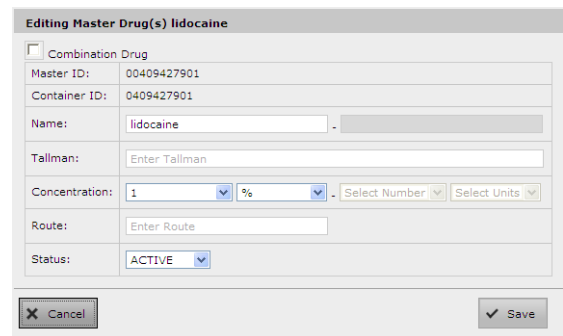 Editing Master Drug(s) lidocaine
Combination Drug
Master ID: 00409427901
Container ID: 0409427901
Name: lidocaine -
Tallman: Enter Tallman
Concentration: 1 % - Select Number Select Units
Route: Enter Route
Status: ACTIVE
Cancel Save